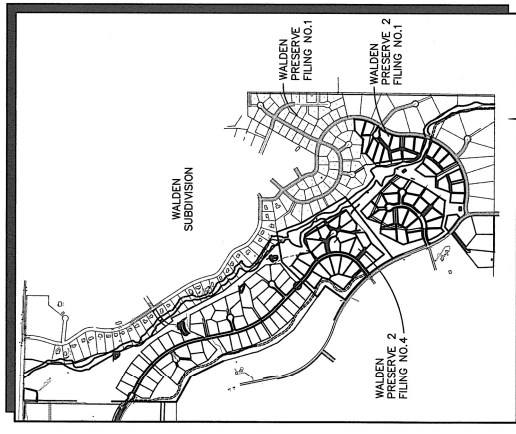 WALDEN
SUBDIVISION
WALDEN
PRESERVE
FILING NO.1
WALDEN
PRESERVE 2
FILING NO.1
WALDEN
PRESERVE 2
FILING NO.4